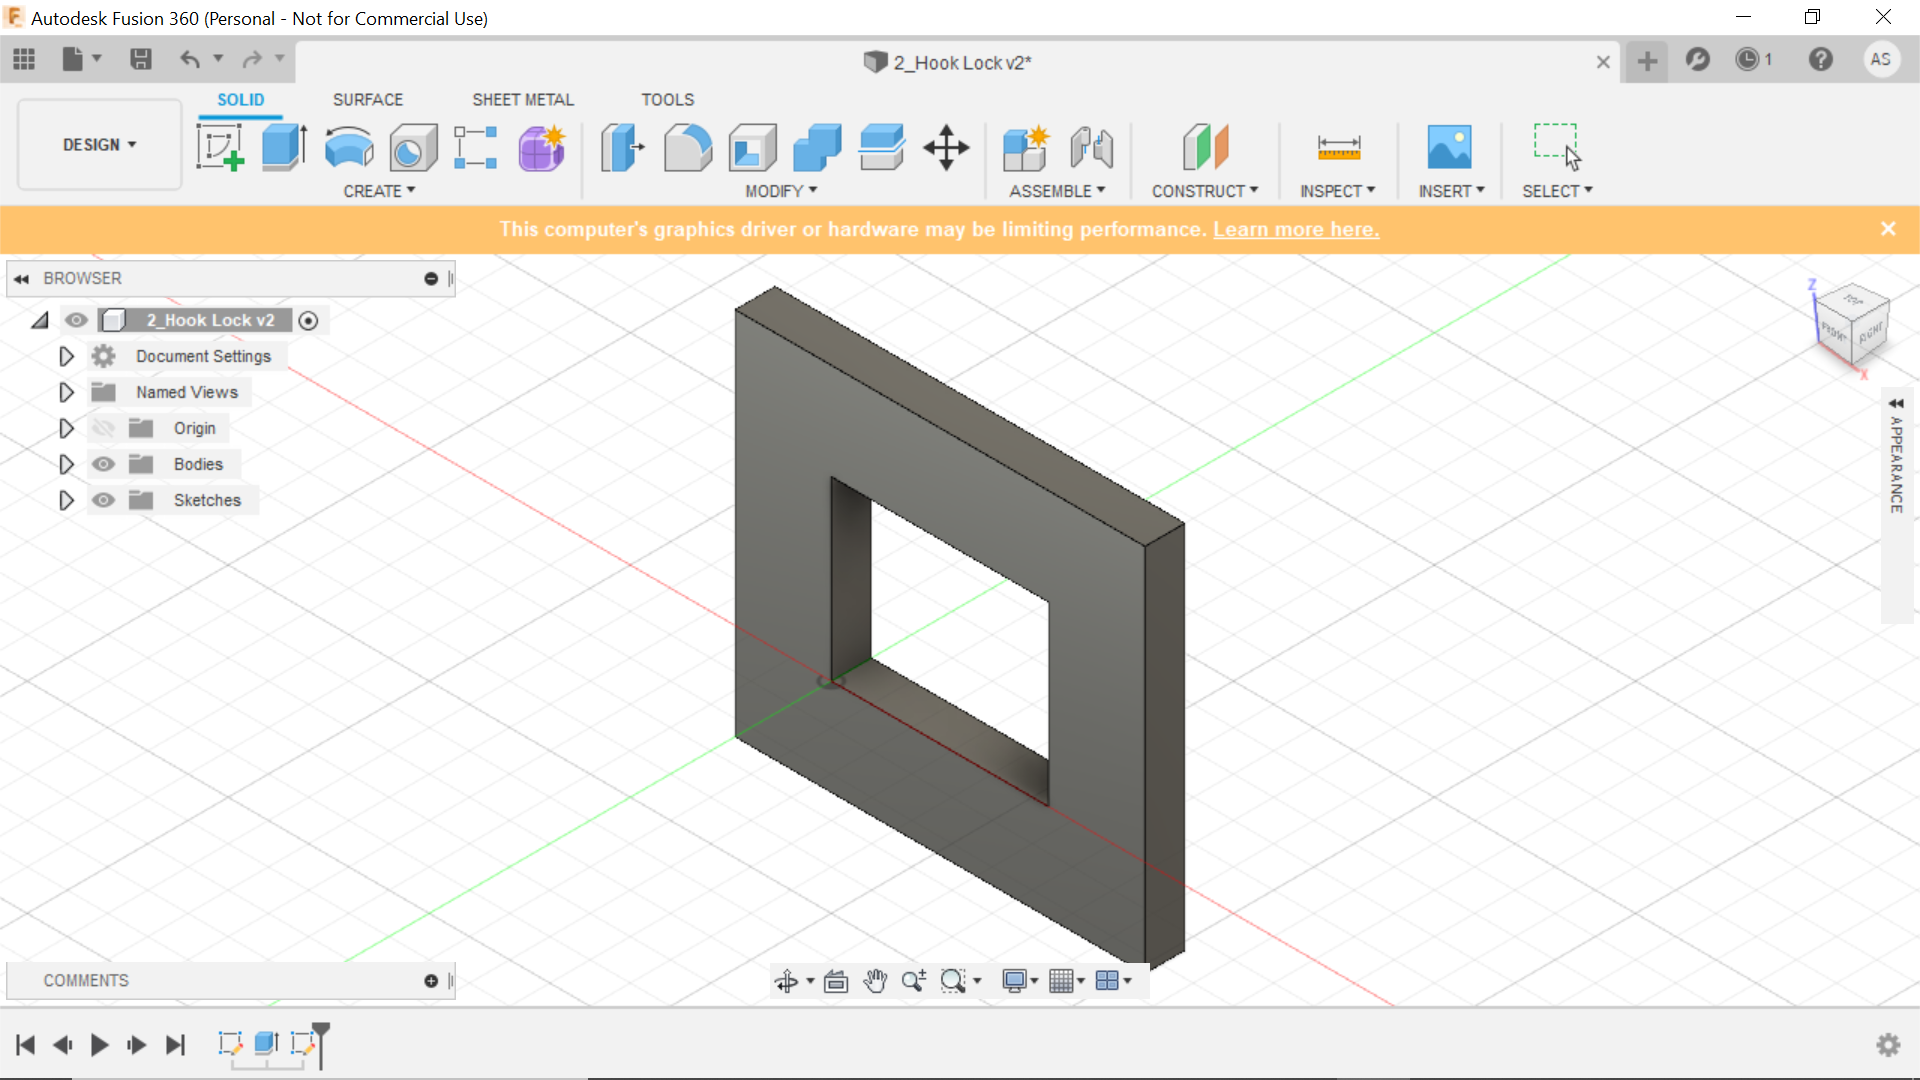 Autodesk Fusion 360 (Personal - Not for Commercial Use)
2_Hook Lock v2*
1
AS
DESIGN
SOLID
SURFACE
SHEET METAL
TOOLS
CREATE
MODIFY
ASSEMBLE
CONSTRUCT
INSPECT
INSERT
SELECT
This computer's graphics driver or hardware may be limiting performance. Learn more here.
BROWSER
2_Hook Lock v2
Document Settings
Named Views
Origin
Bodies
Sketches
Z
TOP
FRONT
RIGHT
X
APPEARANCE
COMMENTS